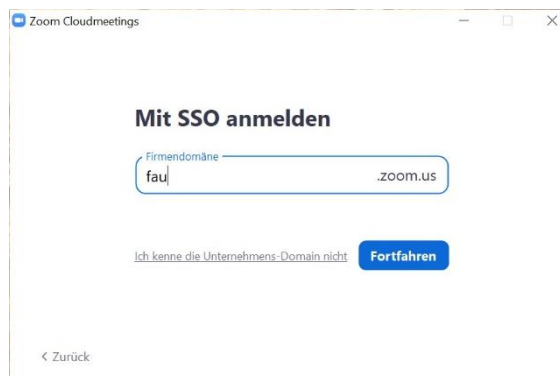 Zoom Cloudmeetings
Mit SSO anmelden
Firmendomäne
fau .zoom.us
Ich kenne die Unternehmens-Domain nicht Fortfahren
< Zurück